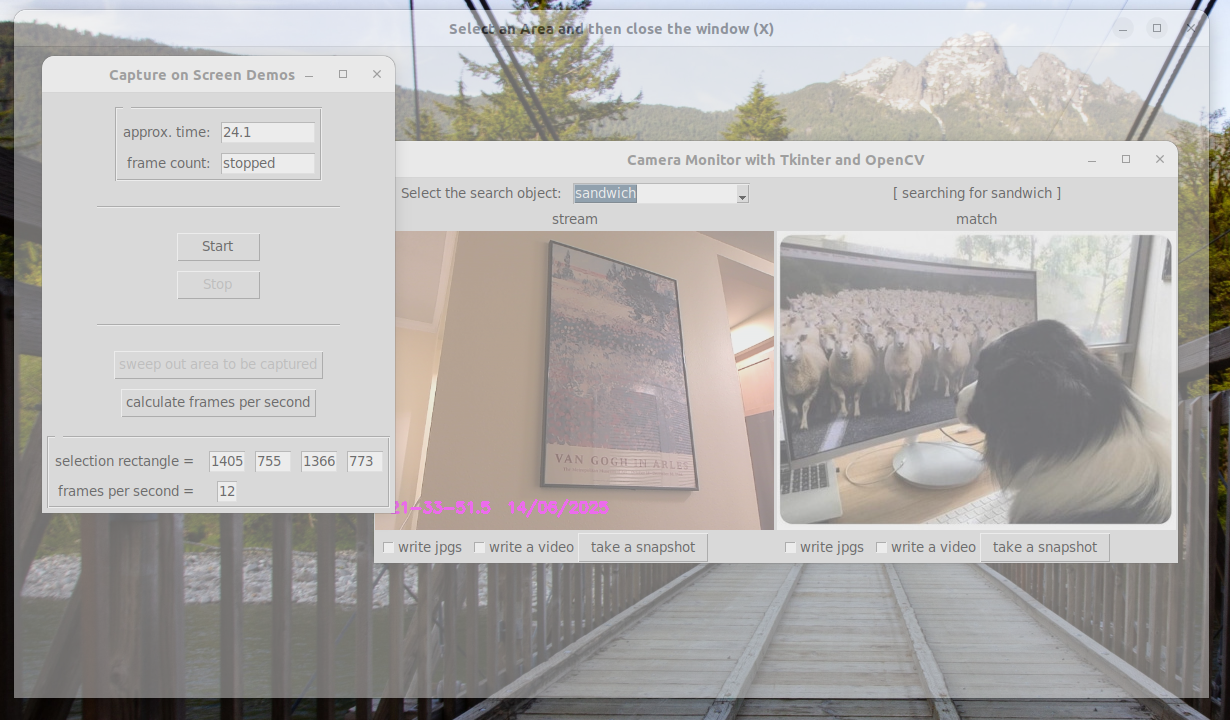 Select an Area and then close the window (X)
Capture on Screen Demos
approx. time: 24.1
frame count: stopped
Start
Stop
sweep out area to be captured
calculate frames per second
selection rectangle = 1405 755 1366 773
frames per second = 12
Camera Monitor with Tkinter and OpenCV
Select the search object: sandwich
[ searching for sandwich ]
stream
match
VAN GOGH IN ARLES
14/06/2025
write jpgs
write a video
take a snapshot
write jpgs
write a video
take a snapshot